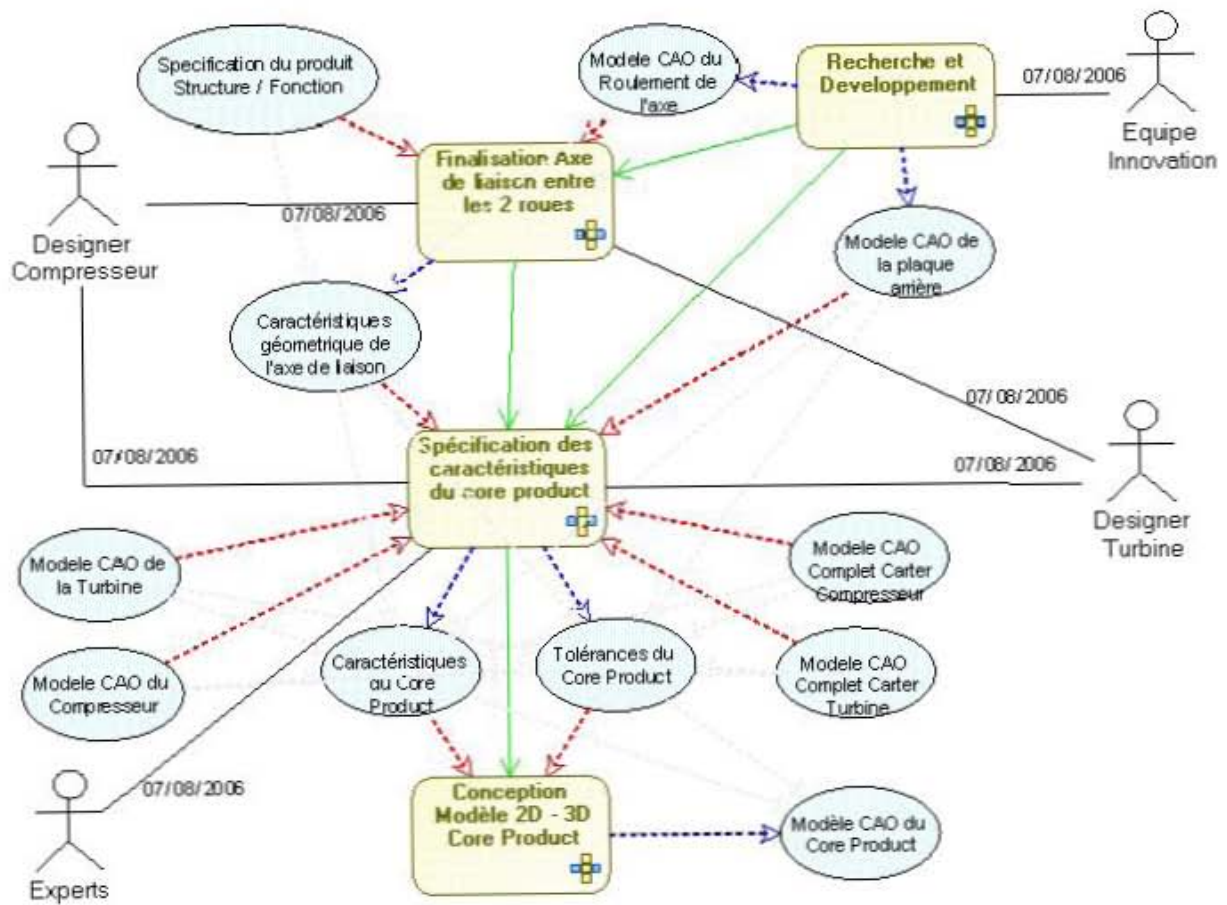 Specification du produit
Structure / Fonction
Modele CAO du
Roulement de
l'axe
Recherche et
Developpement
07/08/2006
Equipe
Innovation
Finalisation Axe
de liaison entre
les 2 roues
07/08/2006
Designer
Compresseur
Modele CAO de
la plaque
arrière
Caractéristiques
géometrique de
l'axe de liaison
07/08/2006
07/08/2006
Spécification des
caractéristiques
du core product
07/08/2006
Designer
Turbine
Modele CAO de
la Turbine
Modele CAO
Complet Carter
Compresseur
Caractéristiques
du Core
Product
Tolérances du
Core Product
Modele CAO du
Compresseur
Modele CAO
Complet Carter
Turbine
07/08/2006
Experts
Conception
Modèle 2D - 3D
Core Product
Modèle CAO du
Core Product